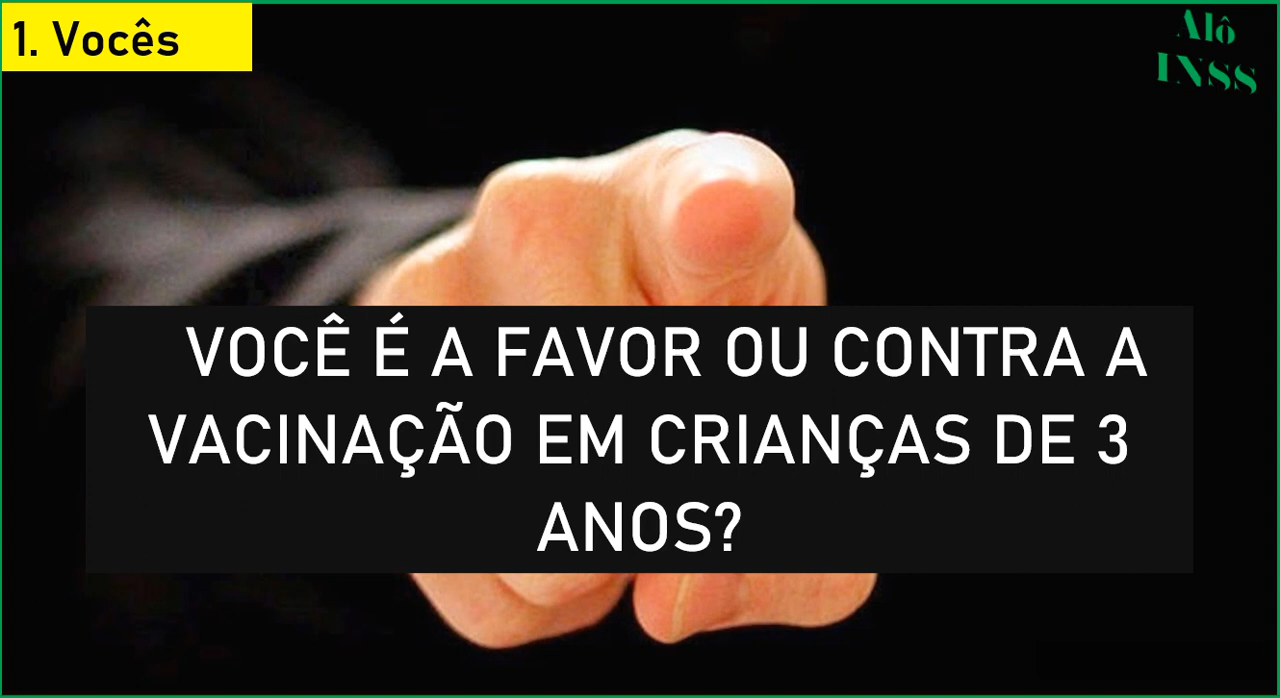 1. Vocês
Alô
INSS
VOCÊ É A FAVOR OU CONTRA A
VACINAÇÃO EM CRIANÇAS DE 3
ANOS?